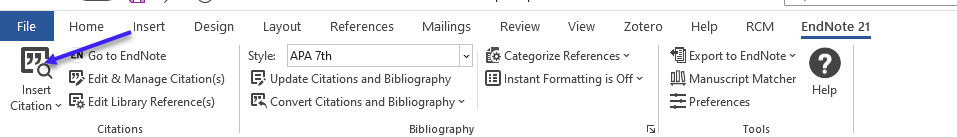 File Home Insert Design Layout References Mailings Review View Zotero Help RCM EndNote 21
Insert Citation
EN Go to EndNote
Edit & Manage Citation(s)
Edit Library Reference(s)
Citations
Style: APA 7th
Update Citations and Bibliography
Convert Citations and Bibliography
Categorize References
Instant Formatting is Off
Bibliography
Export to EndNote
Manuscript Matcher
Preferences
Tools
? Help